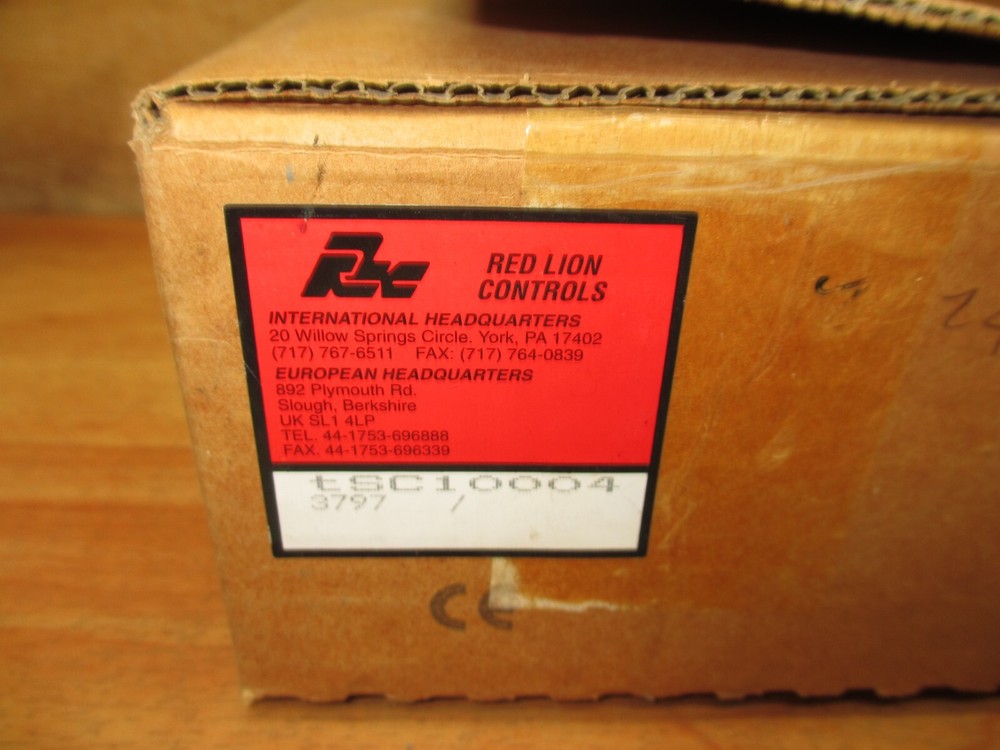 RLC RED LION
CONTROLS
INTERNATIONAL HEADQUARTERS
20 Willow Springs Circle. York, PA 17402
(717) 767-6511 FAX: (717) 764-0839
EUROPEAN HEADQUARTERS
892 Plymouth Rd.
Slough, Berkshire
UK SL1 4LP
TEL. 44-1753-696888
FAX. 44-1753-696339
tSC10004
3797 /
CE